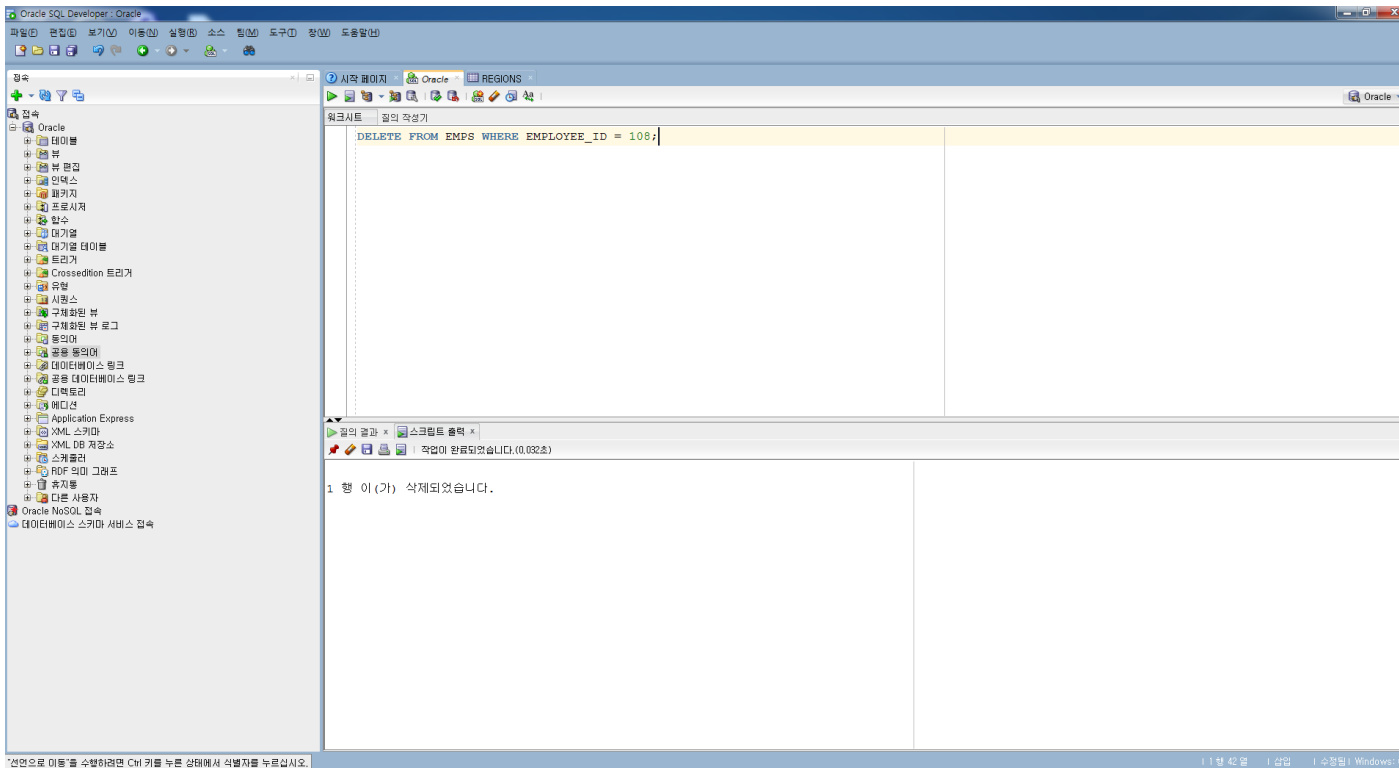 Oracle SQL Developer : Oracle
파일(F) 편집(E) 보기(V) 이동(N) 실행(R) 소스 팀(M) 도구(T) 창(W) 도움말(H)
접속
시작 페이지 Oracle REGIONS
Oracle
접속
Oracle
테이블
뷰
뷰 편집
인덱스
패키지
프로시저
함수
대기열
대기열 테이블
트리거
Crossedition 트리거
유형
시퀀스
구체화된 뷰
구체화된 뷰 로그
동의어
공용 동의어
데이터베이스 링크
공용 데이터베이스 링크
디렉토리
에디션
Application Express
XML 스키마
XML DB 저장소
스케줄러
RDF 의미 그래프
휴지통
다른 사용자
Oracle NoSQL 접속
데이터베이스 스키마 서비스 접속
워크시트 질의 작성기
DELETE FROM EMPS WHERE EMPLOYEE_ID = 108;
질의 결과 스크립트 출력
작업이 완료되었습니다.(0,032초)
1 행 이(가) 삭제되었습니다.
"선언으로 이동"을 수행하려면 Ctrl 키를 누른 상태에서 식별자를 누르십시오.
1 행 42 열 삽입 수정됨 Windows: